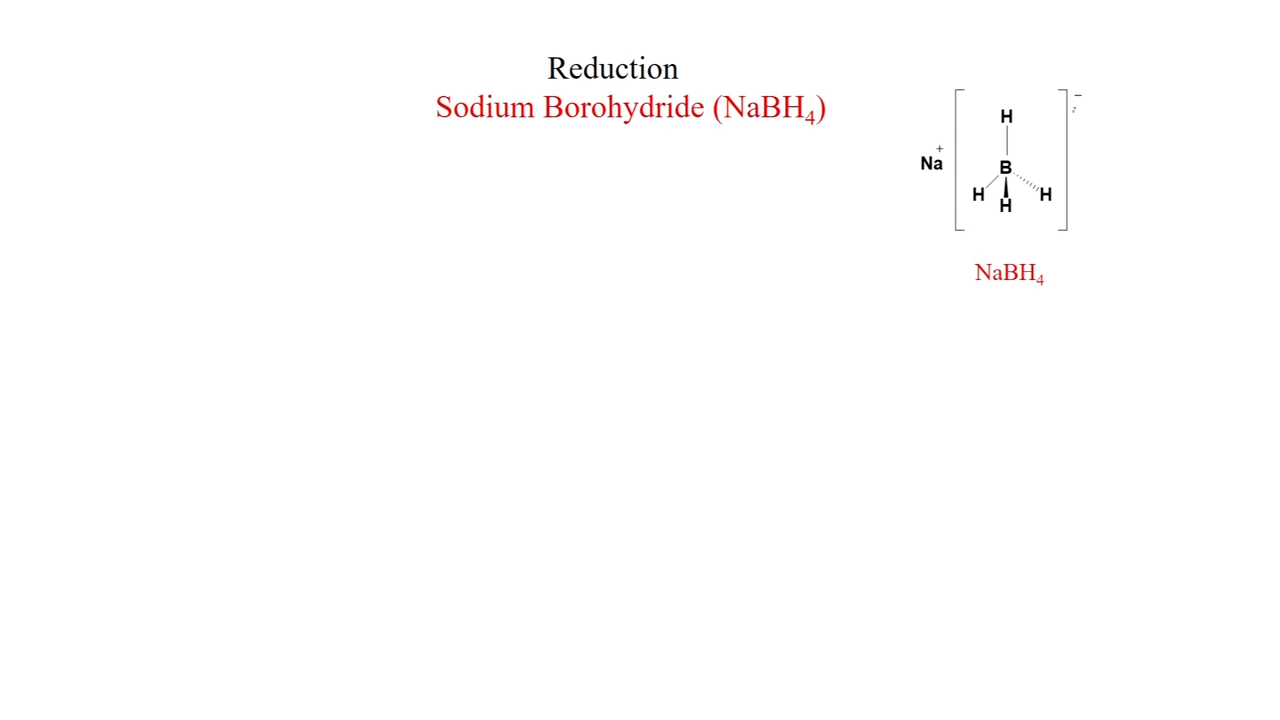 Reduction
Sodium Borohydride (NaBH₄)
−
H
+
Na
B
H
H
H
NaBH₄